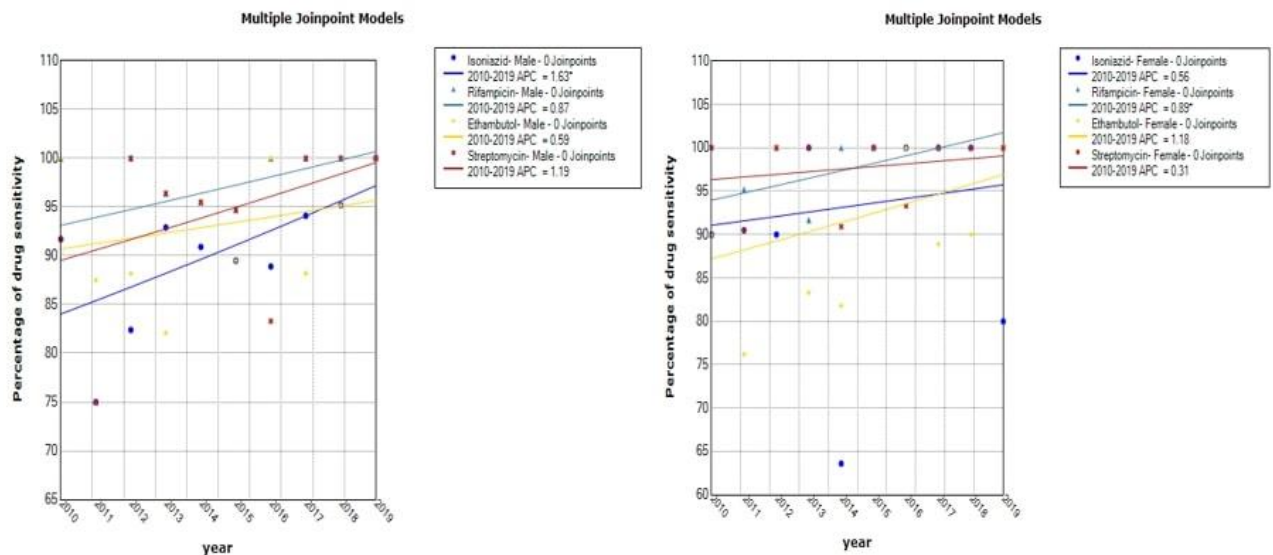 Multiple Joinpoint Models
Percentage of drug sensitivity
110
105
100
95
90
85
80
75
70
65
2010
2011
2012
2013
2014
2015
2016
2017
2018
2019
year
Isoniazid- Male - 0 Joinpoints
2010-2019 APC = 1.63*
Rifampicin- Male - 0 Joinpoints
2010-2019 APC = 0.87
Ethambutol- Male - 0 Joinpoints
2010-2019 APC = 0.59
Streptomycin- Male - 0 Joinpoints
2010-2019 APC = 1.19
Multiple Joinpoint Models
Percentage of drug sensitivity
110
105
100
95
90
85
80
75
70
65
60
2010
2011
2012
2013
2014
2015
2016
2017
2018
2019
year
Isoniazid- Female - 0 Joinpoints
2010-2019 APC = 0.56
Rifampicin- Female - 0 Joinpoints
2010-2019 APC = 0.89*
Ethambutol- Female - 0 Joinpoints
2010-2019 APC = 1.18
Streptomycin- Female - 0 Joinpoints
2010-2019 APC = 0.31